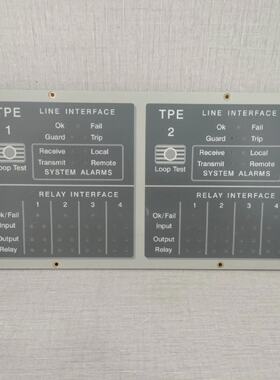 TPE LINE INTERFACE
1 Ok Fail
Guard Trip
Receive Local
Transmit Remote
Loop Test SYSTEM ALARMS
RELAY INTERFACE
1 2 3 4
Ok/Fail
Input
Output
Relay
TPE LINE INTERFACE
2 Ok Fail
Guard Trip
Receive Local
Transmit Remote
Loop Test SYSTEM ALARMS
RELAY INTERFACE
1 2 3 4
Ok/Fail
Input
Output
Relay